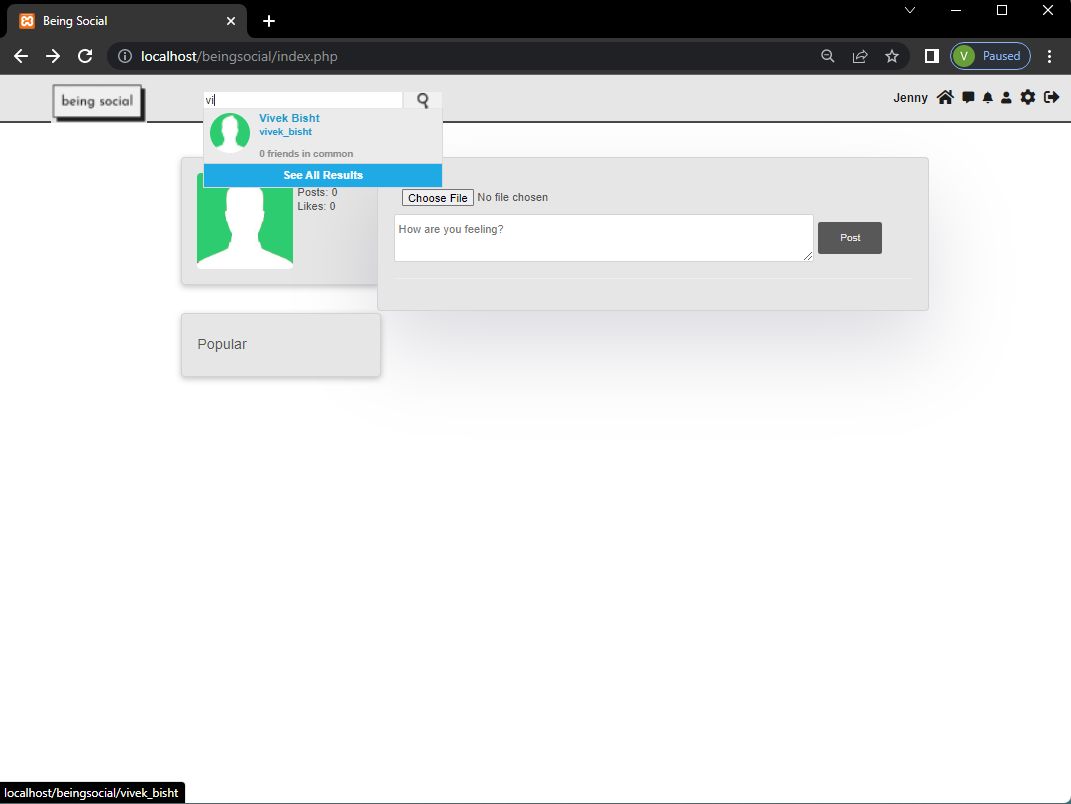 Being Social
localhost/beingsocial/index.php
V Paused
being social
vi
Jenny
Vivek Bisht
vivek_bisht
0 friends in common
See All Results
Posts: 0
Likes: 0
Choose File No file chosen
How are you feeling?
Post
Popular
localhost/beingsocial/vivek_bisht